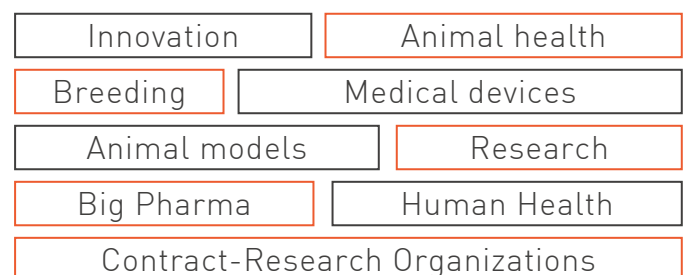 Innovation
Animal health
Breeding
Medical devices
Animal models
Research
Big Pharma
Human Health
Contract-Research Organizations